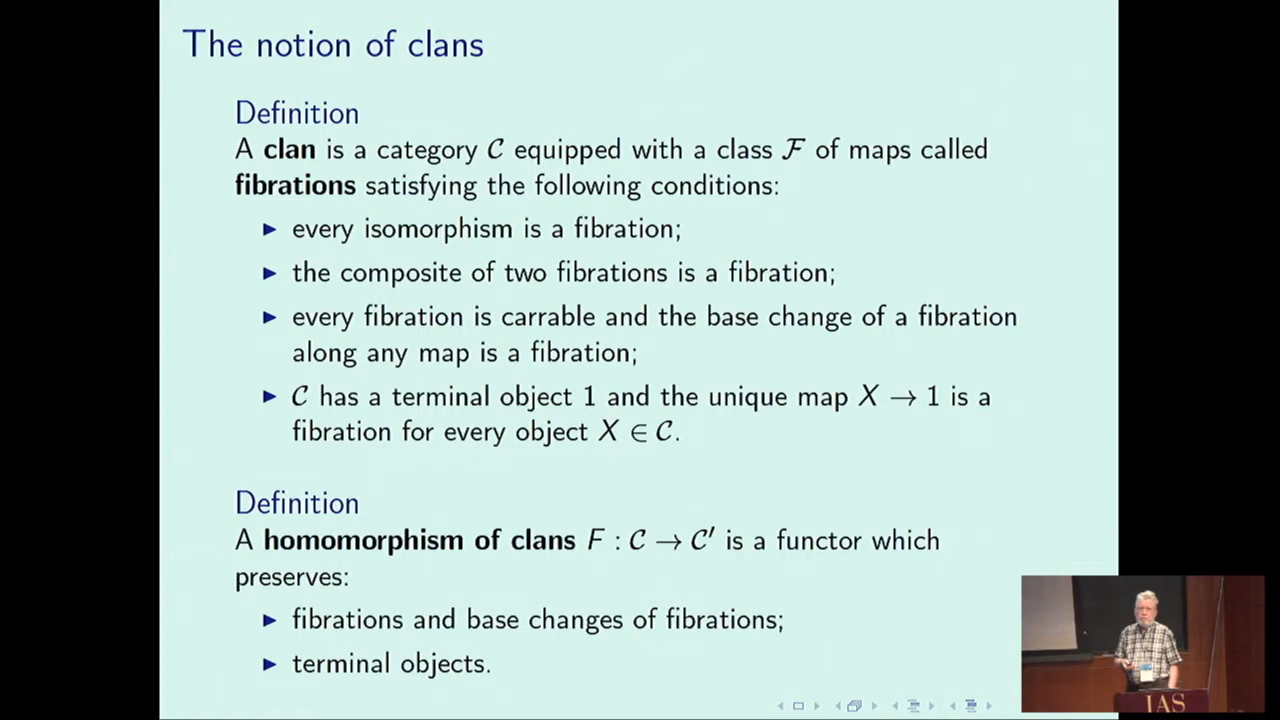 The notion of clans
Definition
A clan is a category 𝒞 equipped with a class ℱ of maps called
fibrations satisfying the following conditions:
▶ every isomorphism is a fibration;
▶ the composite of two fibrations is a fibration;
▶ every fibration is carrable and the base change of a fibration
along any map is a fibration;
▶ 𝒞 has a terminal object 1 and the unique map X → 1 is a
fibration for every object X ∈ 𝒞.
Definition
A homomorphism of clans F : 𝒞 → 𝒞′ is a functor which
preserves:
▶ fibrations and base changes of fibrations;
▶ terminal objects.
IAS